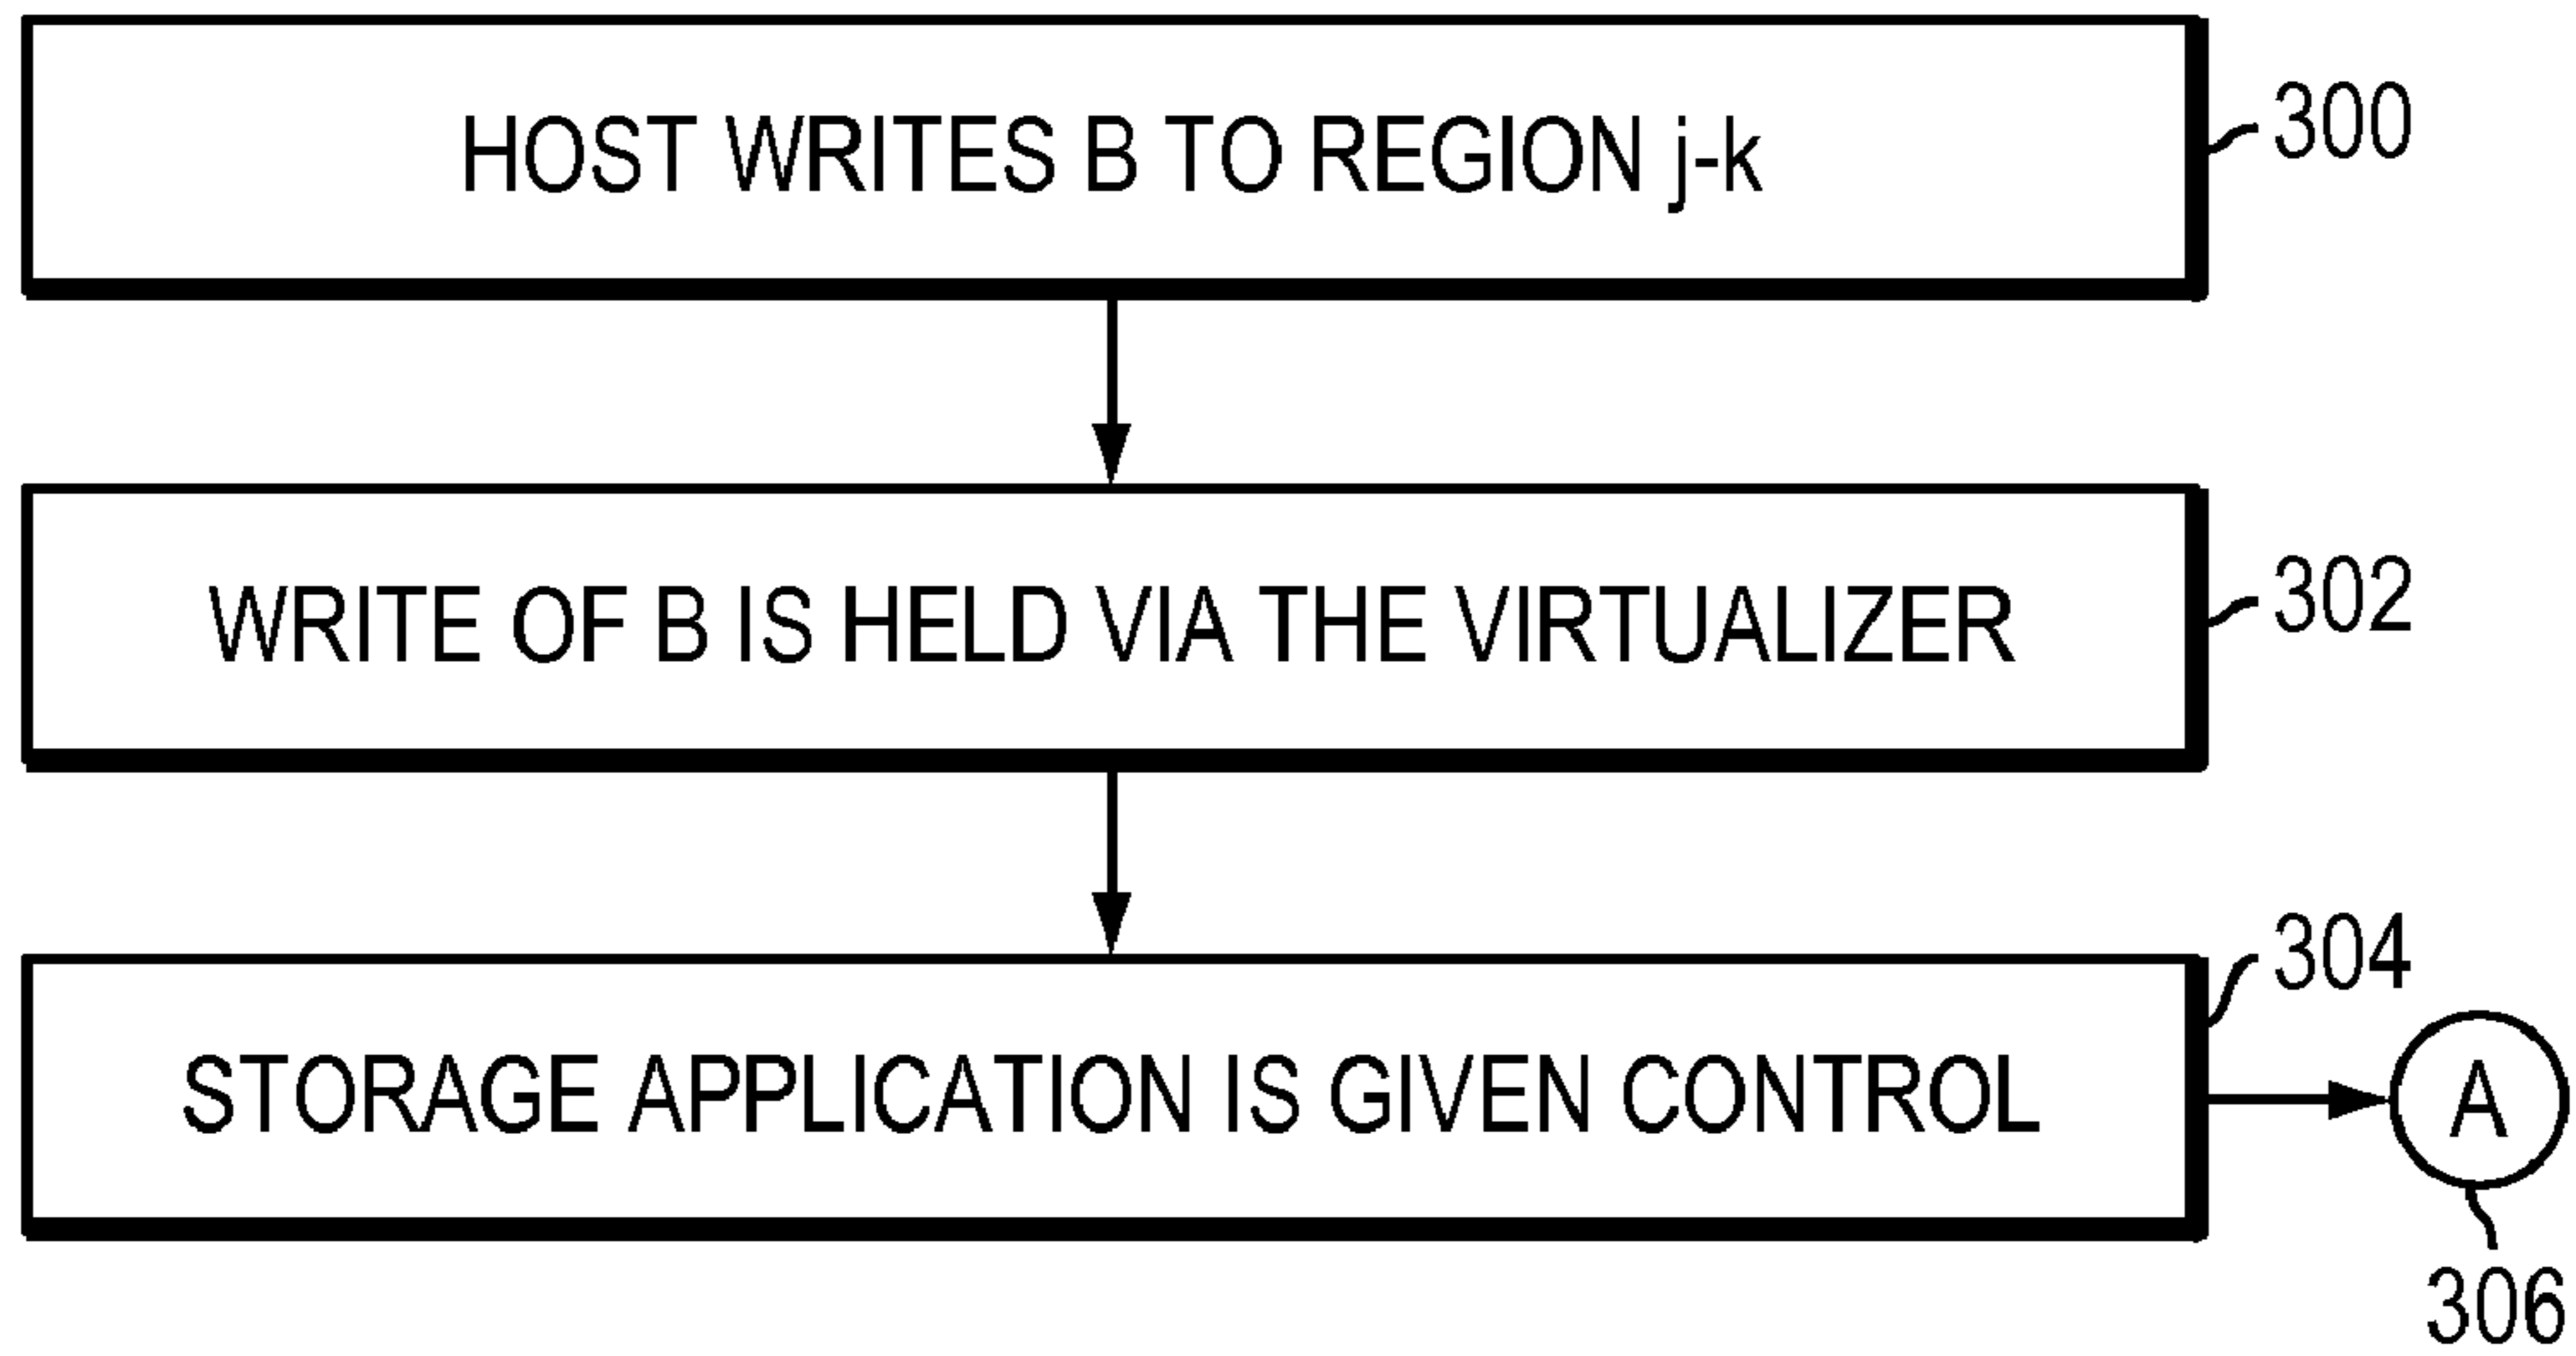 HOST WRITES B TO REGION j-k
300
WRITE OF B IS HELD VIA THE VIRTUALIZER
302
304
STORAGE APPLICATION IS GIVEN CONTROL
A
306